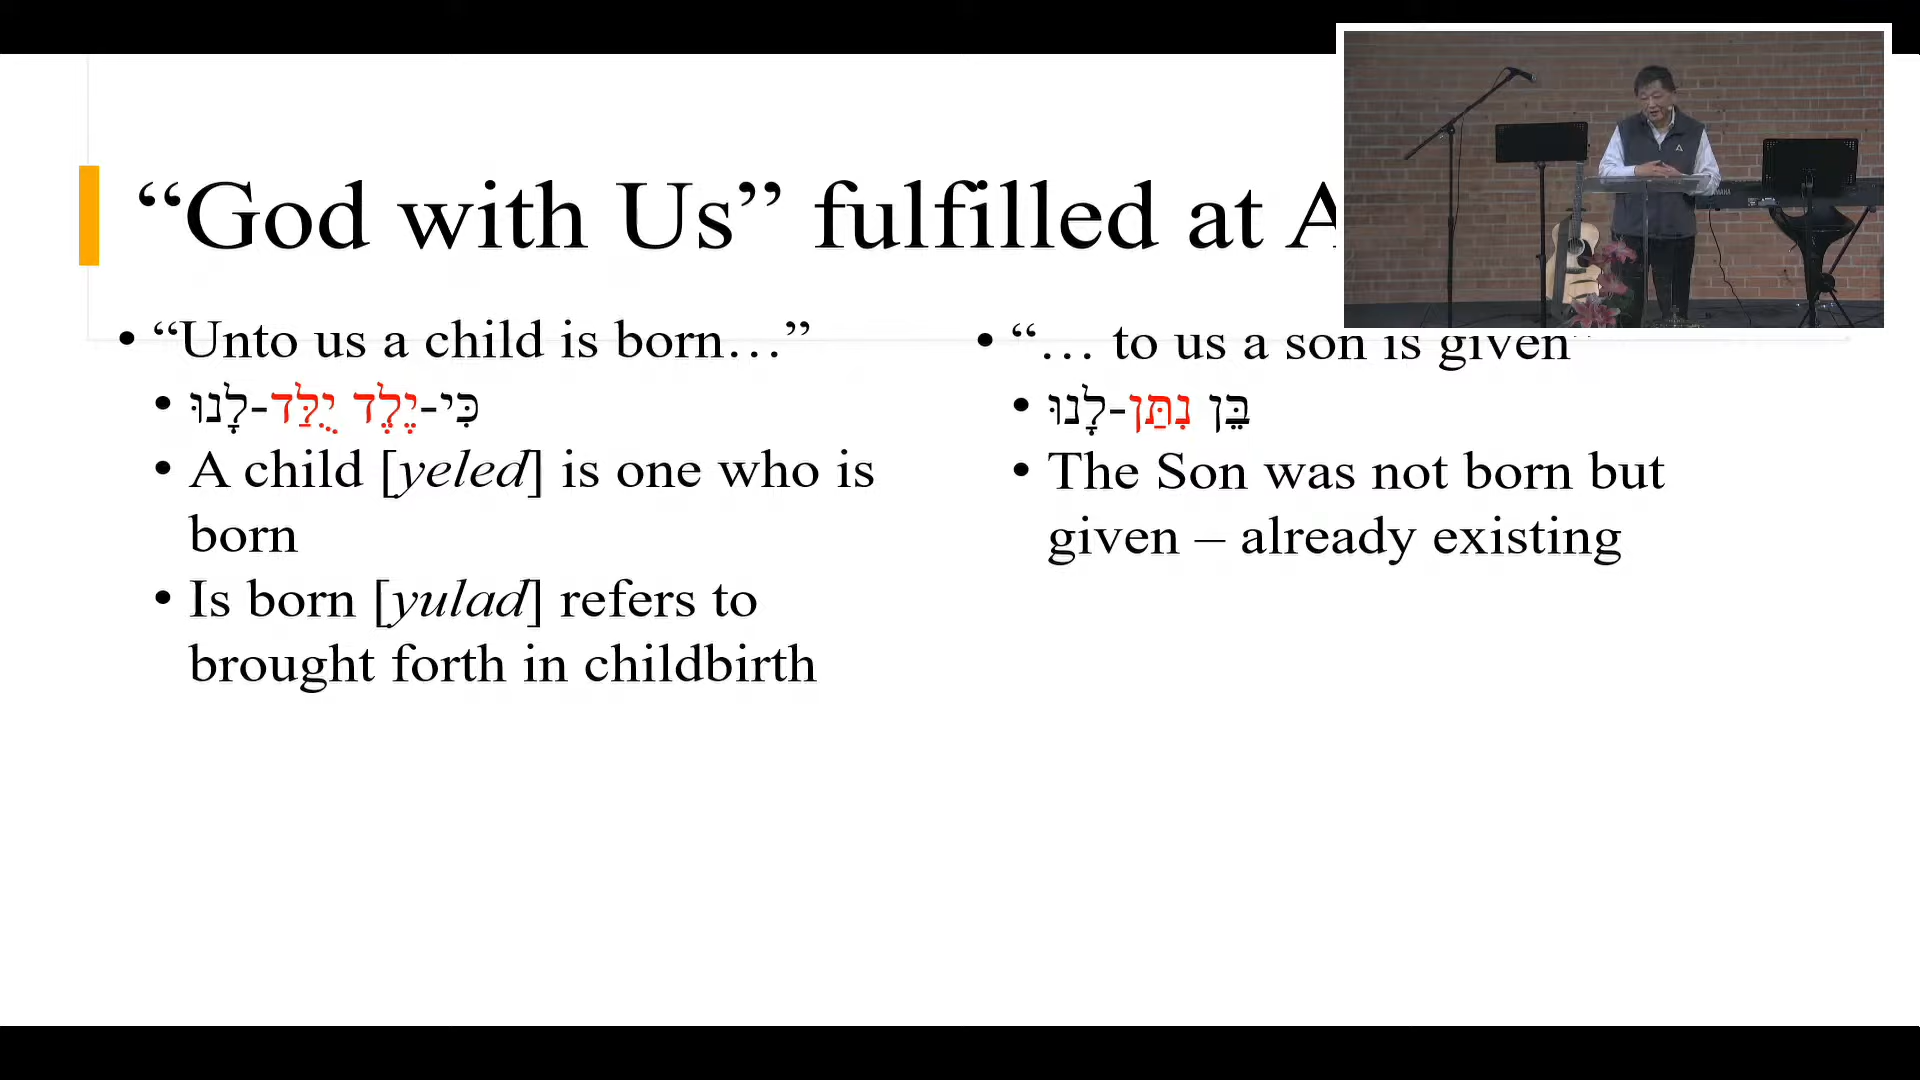 “God with Us” fulfilled at A
• “Unto us a child is born…”
• כִּי-יֶלֶד יֻלַּד-לָנוּ
• A child [yeled] is one who is
born
• Is born [yulad] refers to
brought forth in childbirth
• “… to us a son is given”
• בֵּן נִתַּן-לָנוּ
• The Son was not born but
given – already existing